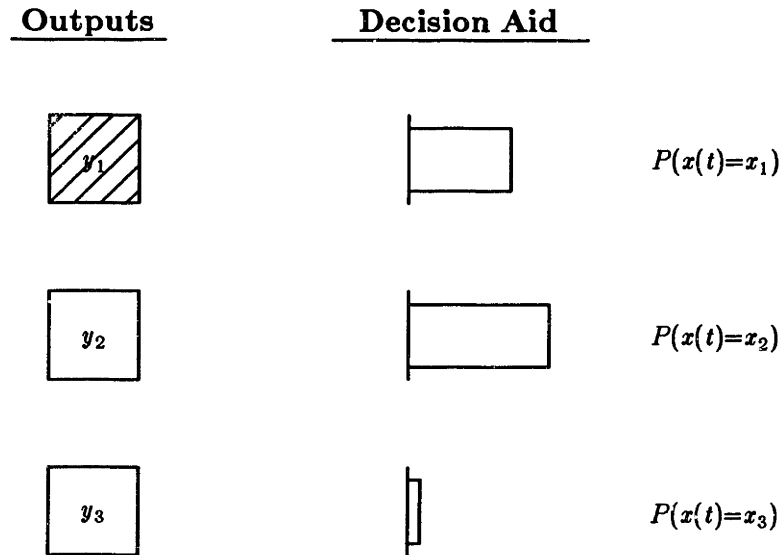 Outputs Decision Aid
y₁ P(x(t)=x₁)
y₂ P(x(t)=x₂)
y₃ P(x(t)=x₃)